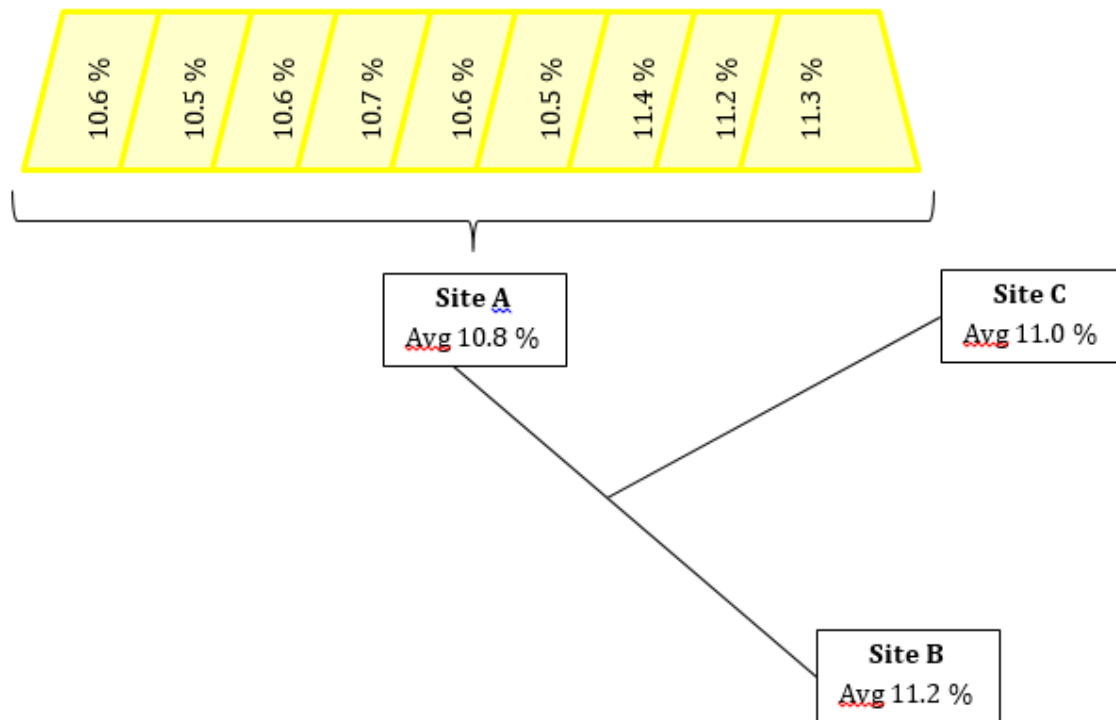 10.6 %
10.5 %
10.6 %
10.7 %
10.6 %
10.5 %
11.4 %
11.2 %
11.3 %
Site A
Avg 10.8 %
Site C
Avg 11.0 %
Site B
Avg 11.2 %